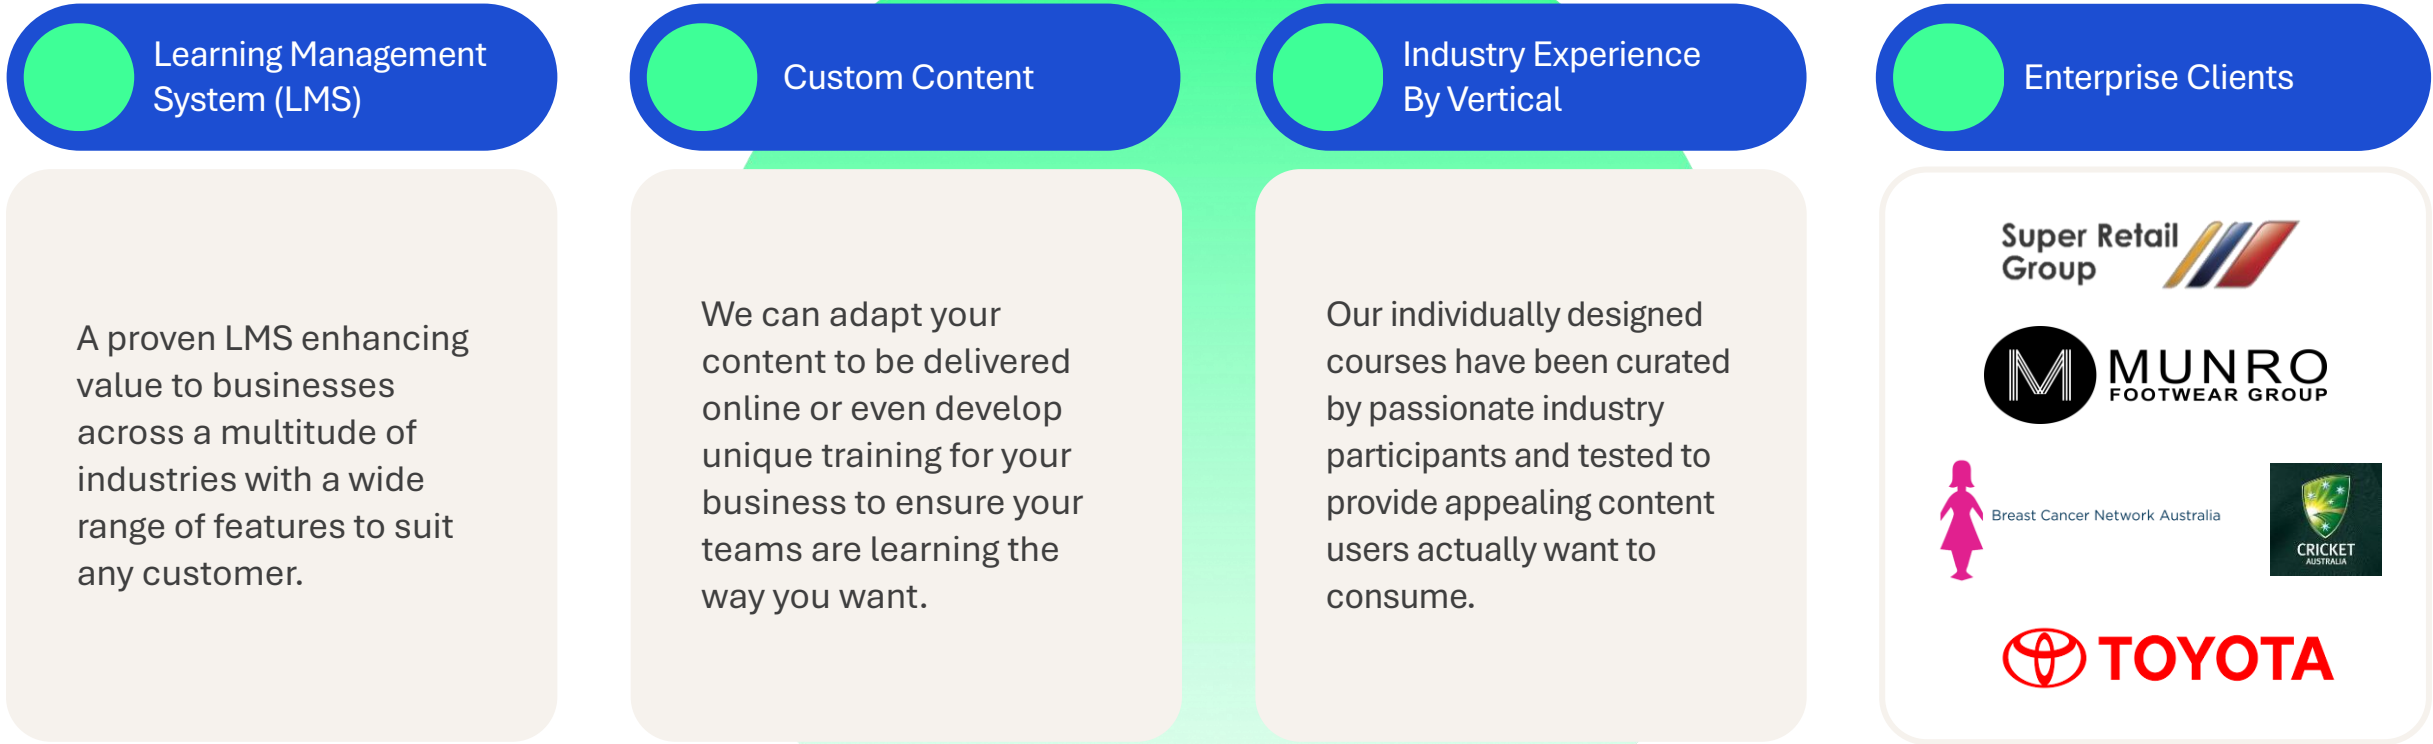 Learning Management
System (LMS)
A proven LMS enhancing
value to businesses
across a multitude of
industries with a wide
range of features to suit
any customer.
Custom Content
We can adapt your
content to be delivered
online or even develop
unique training for your
business to ensure your
teams are learning the
way you want.
Industry Experience
By Vertical
Our individually designed
courses have been curated
by passionate industry
participants and tested to
provide appealing content
users actually want to
consume.
Enterprise Clients
Super Retail
Group
M
MUNRO
FOOTWEAR GROUP
Breast Cancer Network Australia
CRICKET
AUSTRALIA
TOYOTA